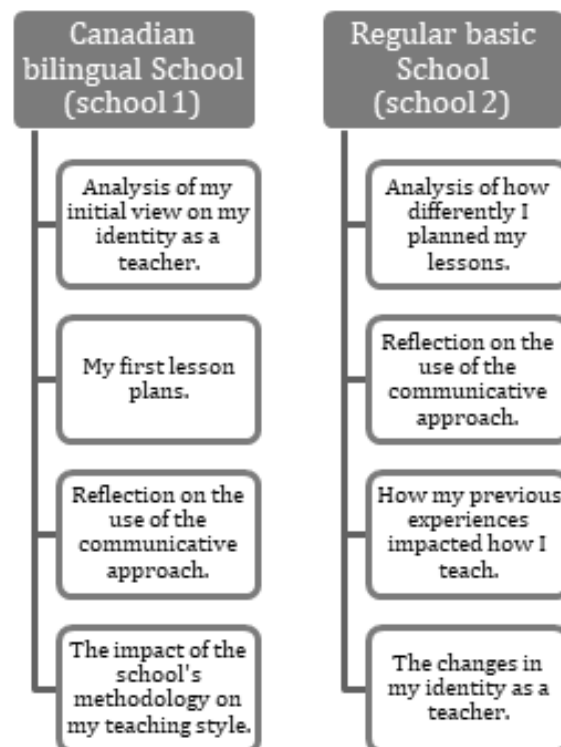 Canadian
bilingual School
(school 1)
Analysis of my
initial view on my
identity as a
teacher.
My first lesson
plans.
Reflection on the
use of the
communicative
approach.
The impact of the
school's
methodology on
my teaching style.
Regular basic
School
(school 2)
Analysis of how
differently I
planned my
lessons.
Reflection on the
use of the
communicative
approach.
How my previous
experiences
impacted how I
teach.
The changes in
my identity as a
teacher.